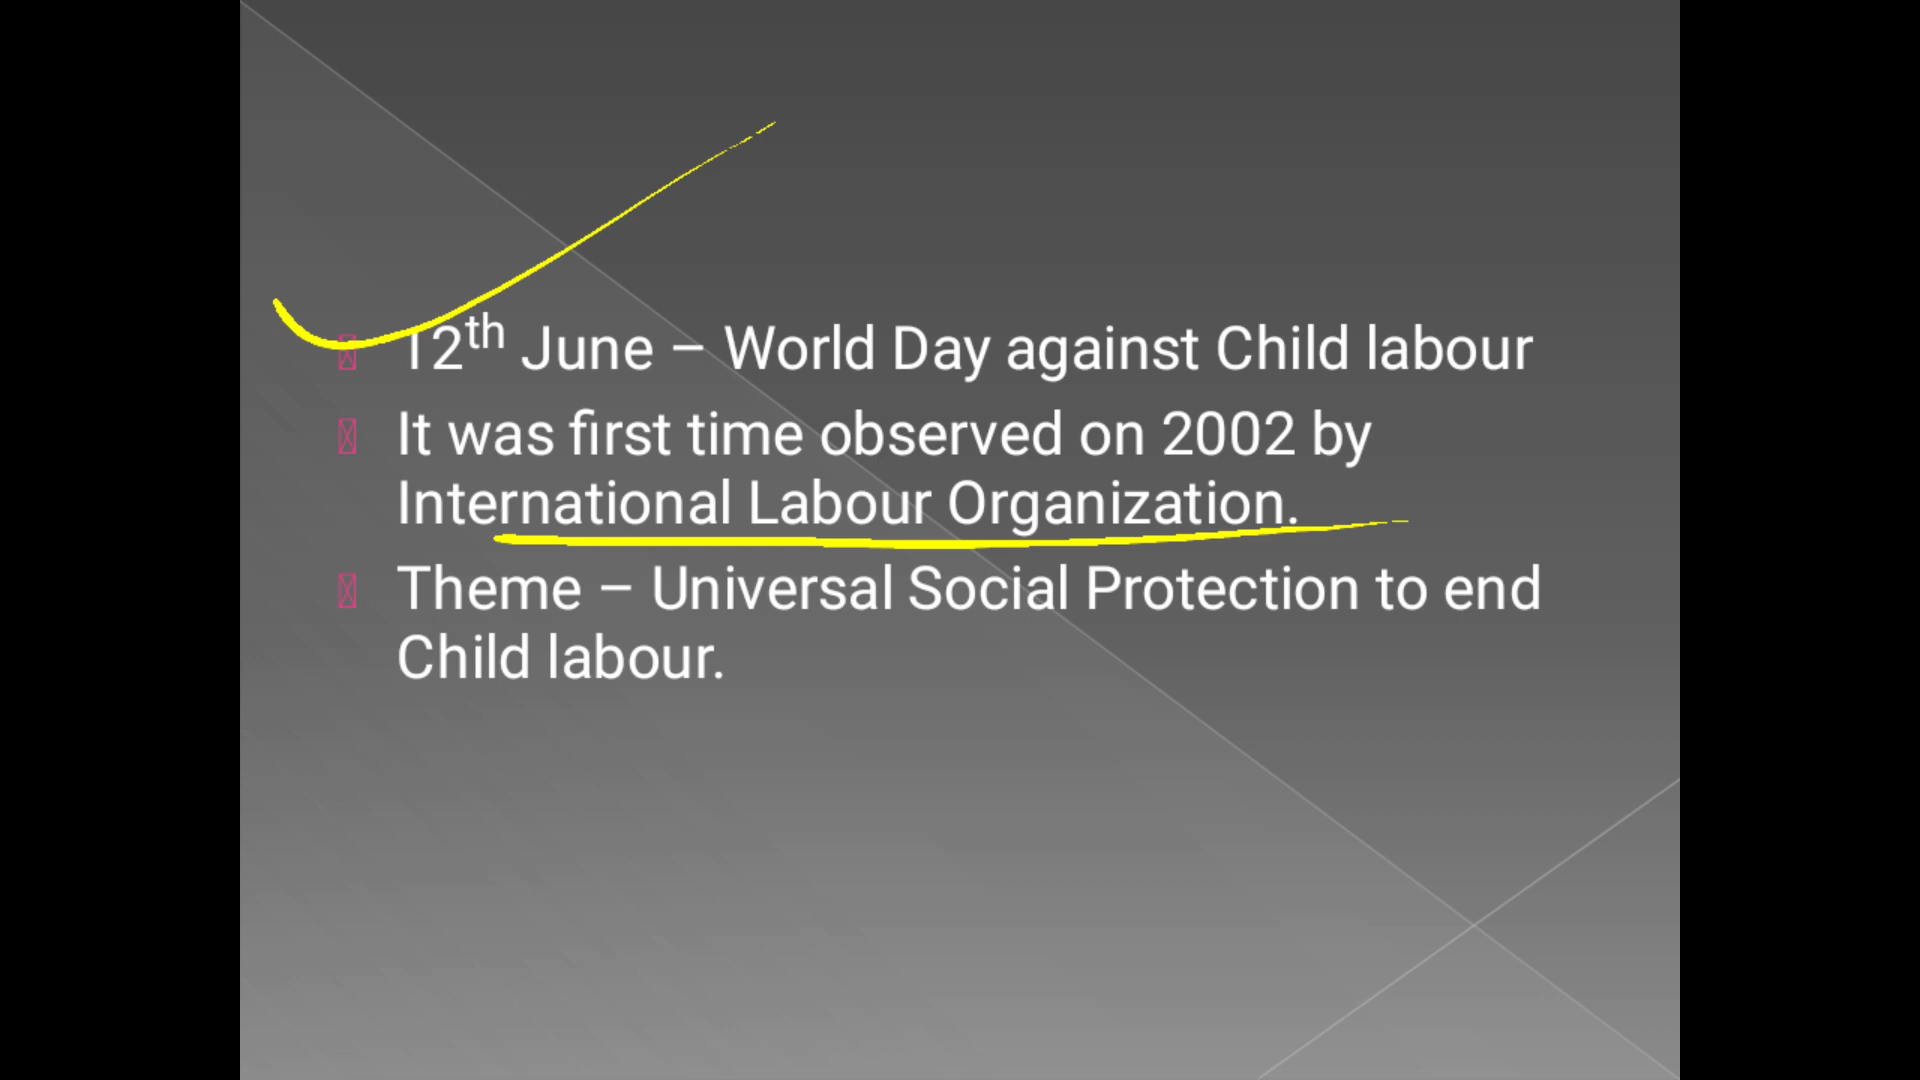 12th June – World Day against Child labour
It was first time observed on 2002 by
International Labour Organization.
Theme – Universal Social Protection to end
Child labour.